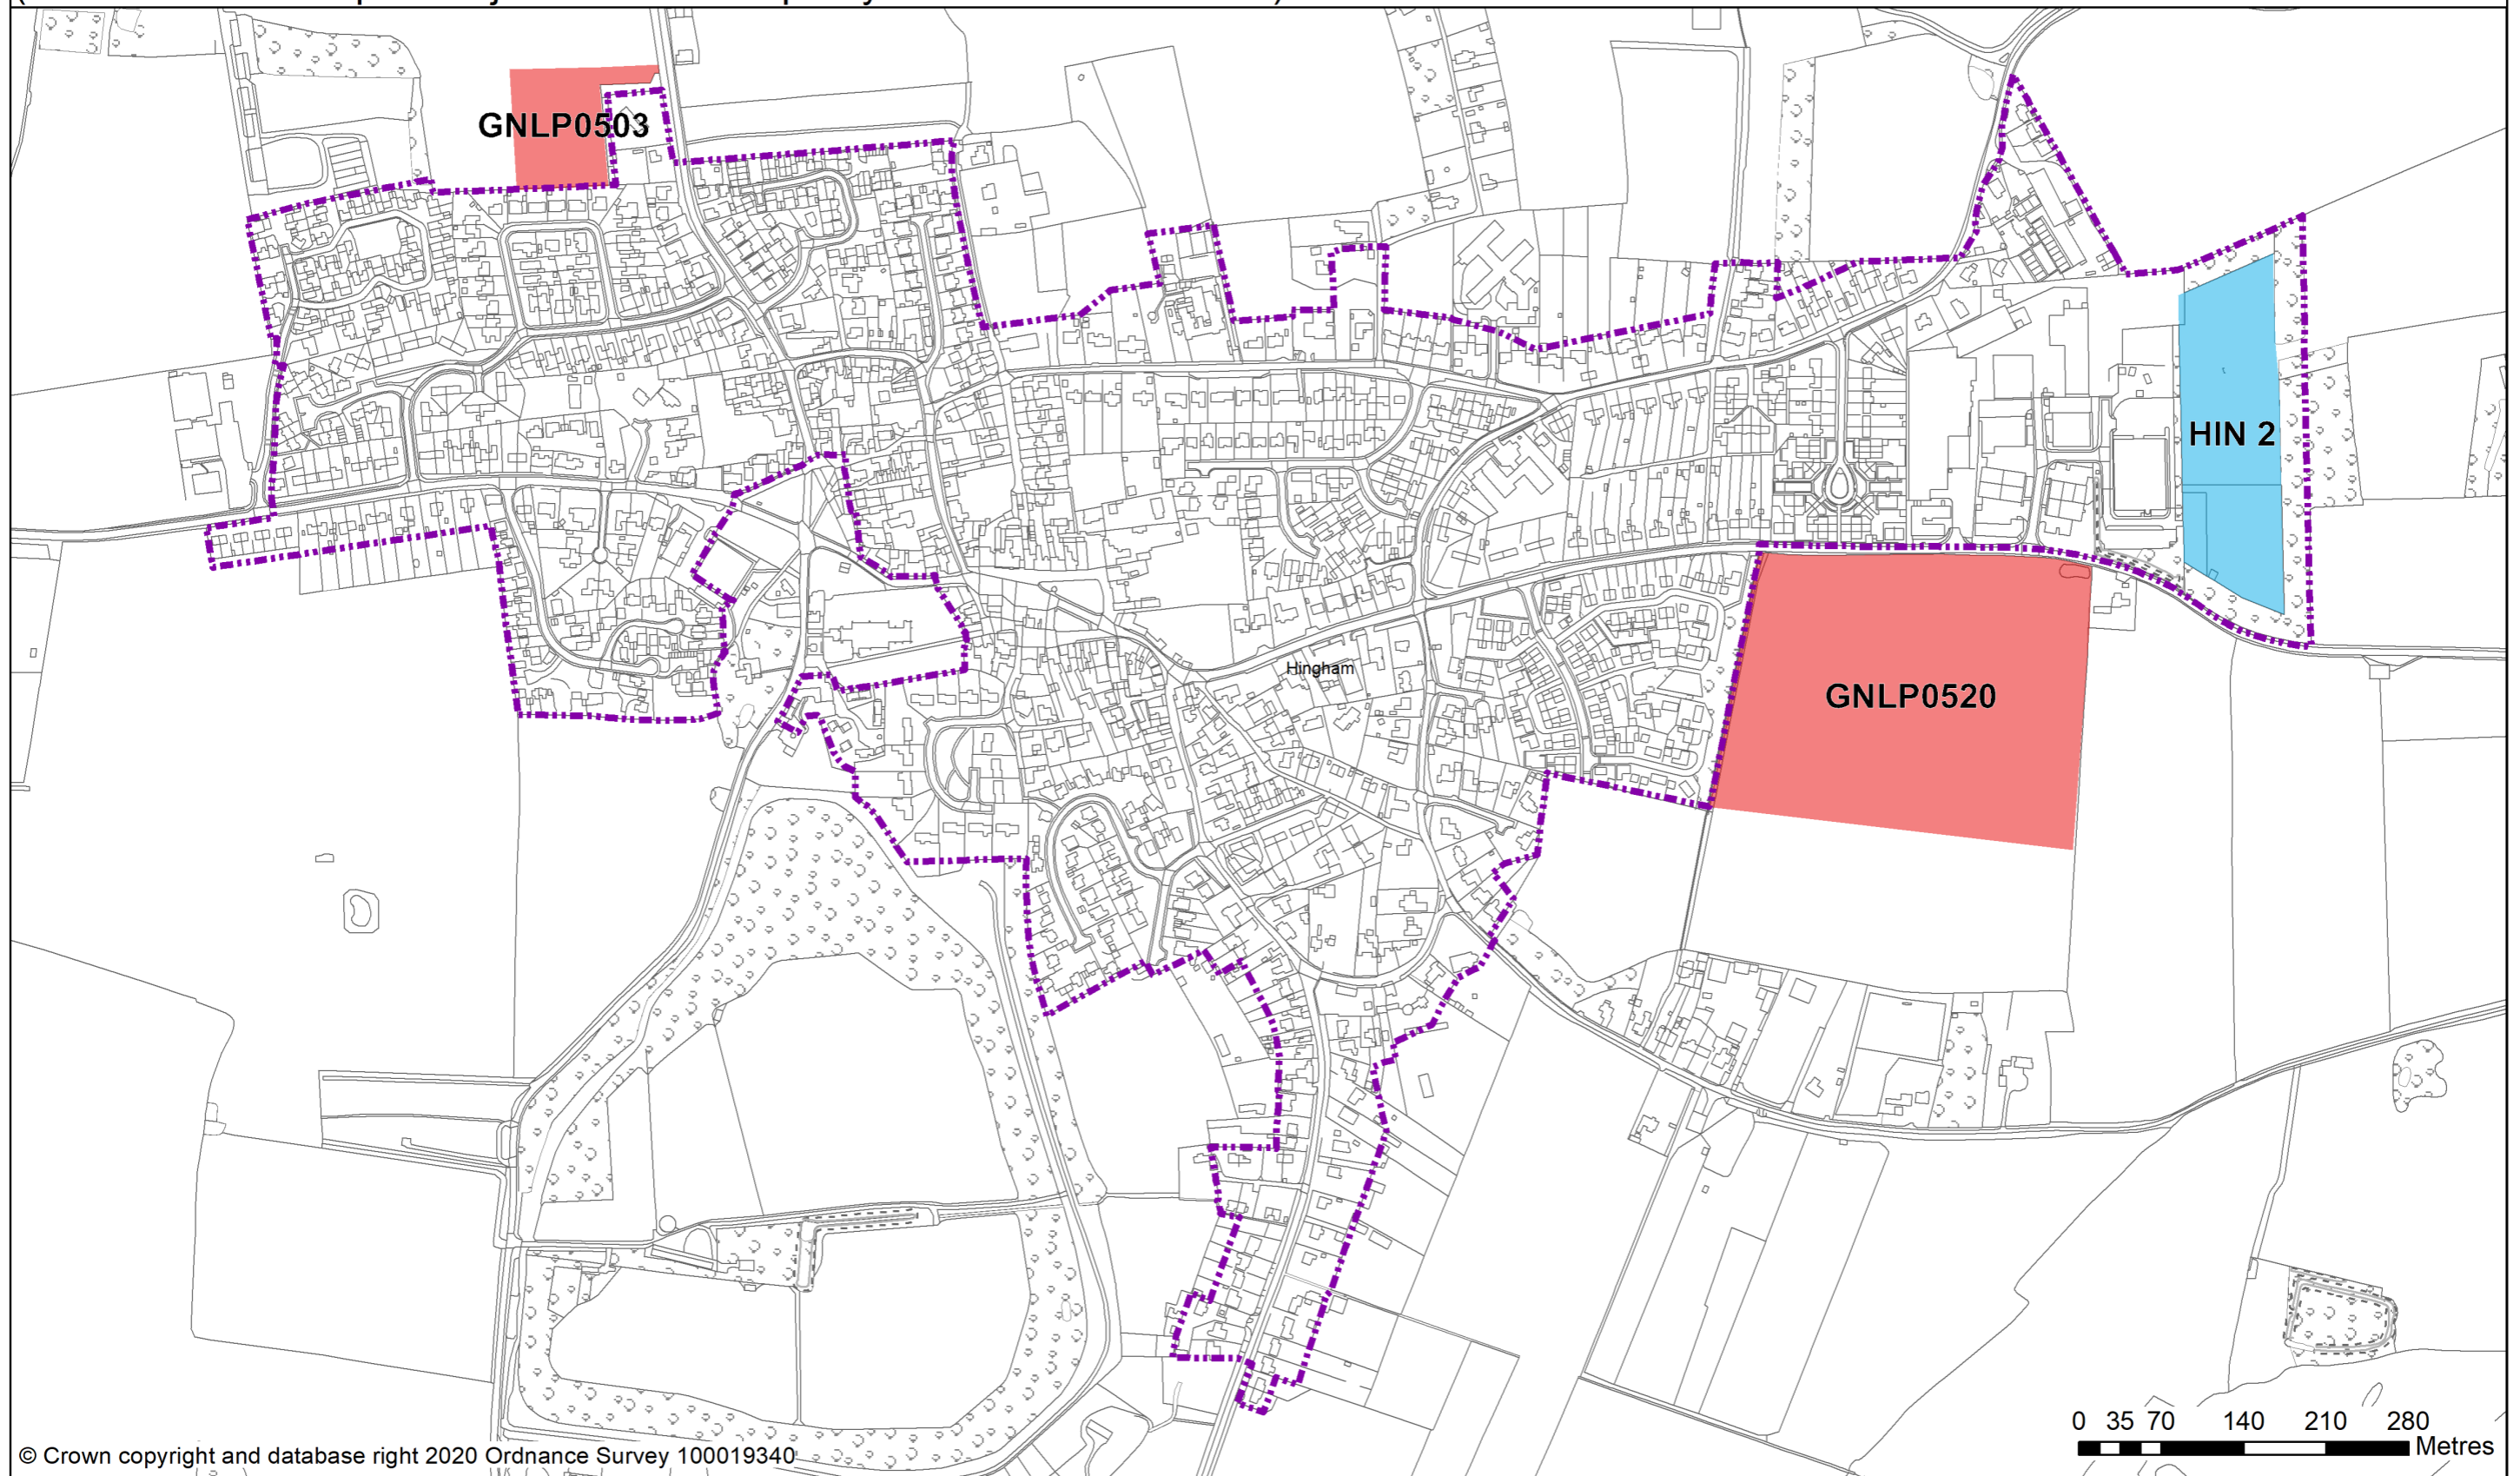 GNLP0503
HIN 2
Hingham
GNLP0520
0 35 70 140 210 280
Metres
© Crown copyright and database right 2020 Ordnance Survey 100019340